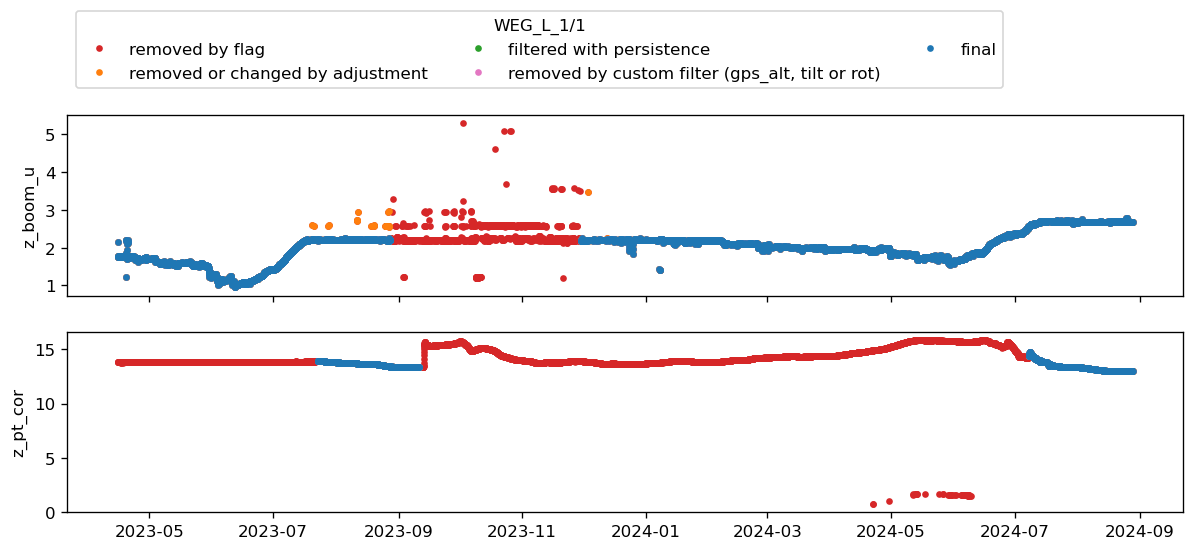 WEG_L_1/1
removed by flag
filtered with persistence
final
removed or changed by adjustment
removed by custom filter (gps_alt, tilt or rot)
z_boom_u
5
4
3
2
1
z_pt_cor
15
10
5
0
2023-05
2023-07
2023-09
2023-11
2024-01
2024-03
2024-05
2024-07
2024-09